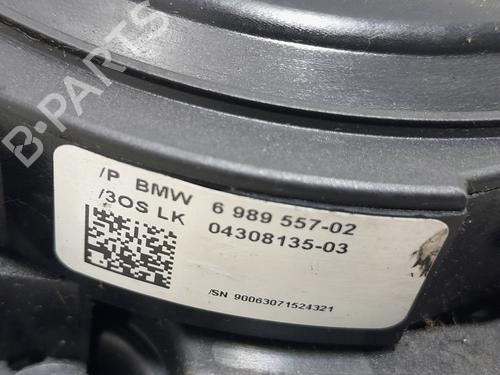 B-PARTS
/P BMW 6 989 557-02
/3OS LK 04308135-03
/SN 90063071524321